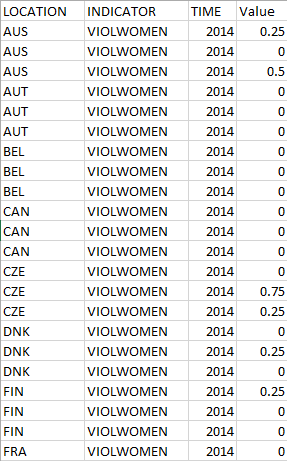 LOCATION INDICATOR TIME Value
AUS VIOLWOMEN 2014 0.25
AUS VIOLWOMEN 2014 0
AUS VIOLWOMEN 2014 0.5
AUT VIOLWOMEN 2014 0
AUT VIOLWOMEN 2014 0
AUT VIOLWOMEN 2014 0
BEL VIOLWOMEN 2014 0
BEL VIOLWOMEN 2014 0
BEL VIOLWOMEN 2014 0
CAN VIOLWOMEN 2014 0
CAN VIOLWOMEN 2014 0
CAN VIOLWOMEN 2014 0
CZE VIOLWOMEN 2014 0
CZE VIOLWOMEN 2014 0.75
CZE VIOLWOMEN 2014 0.25
DNK VIOLWOMEN 2014 0
DNK VIOLWOMEN 2014 0.25
DNK VIOLWOMEN 2014 0
FIN VIOLWOMEN 2014 0.25
FIN VIOLWOMEN 2014 0
FIN VIOLWOMEN 2014 0
FRA VIOLWOMEN 2014 0